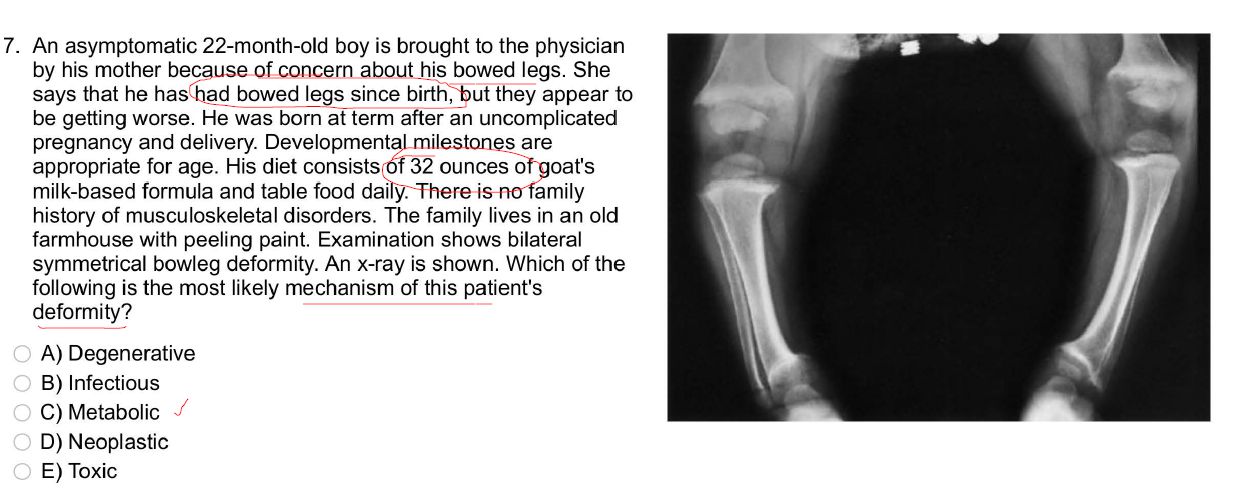 7. An asymptomatic 22-month-old boy is brought to the physician
by his mother because of concern about his bowed legs. She
says that he has had bowed legs since birth, but they appear to
be getting worse. He was born at term after an uncomplicated
pregnancy and delivery. Developmental milestones are
appropriate for age. His diet consists of 32 ounces of goat's
milk-based formula and table food daily. There is no family
history of musculoskeletal disorders. The family lives in an old
farmhouse with peeling paint. Examination shows bilateral
symmetrical bowleg deformity. An x-ray is shown. Which of the
following is the most likely mechanism of this patient's
deformity?
A) Degenerative
B) Infectious
C) Metabolic
D) Neoplastic
E) Toxic